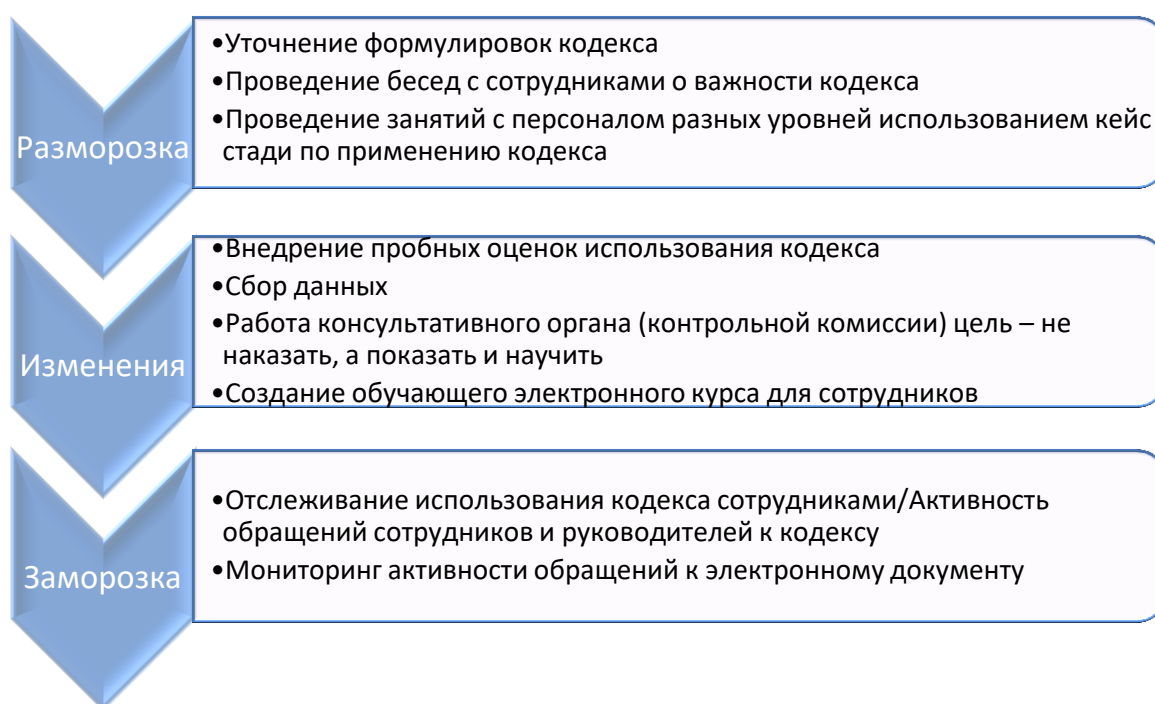 Разморозка
•Уточнение формулировок кодекса
•Проведение бесед с сотрудниками о важности кодекса
•Проведение занятий с персоналом разных уровней использованием кейс
стади по применению кодекса
Изменения
•Внедрение пробных оценок использования кодекса
•Сбор данных
•Работа консультативного органа (контрольной комиссии) цель – не
наказать, а показать и научить
•Создание обучающего электронного курса для сотрудников
Заморозка
•Отслеживание использования кодекса сотрудниками/Активность
обращений сотрудников и руководителей к кодексу
•Мониторинг активности обращений к электронному документу